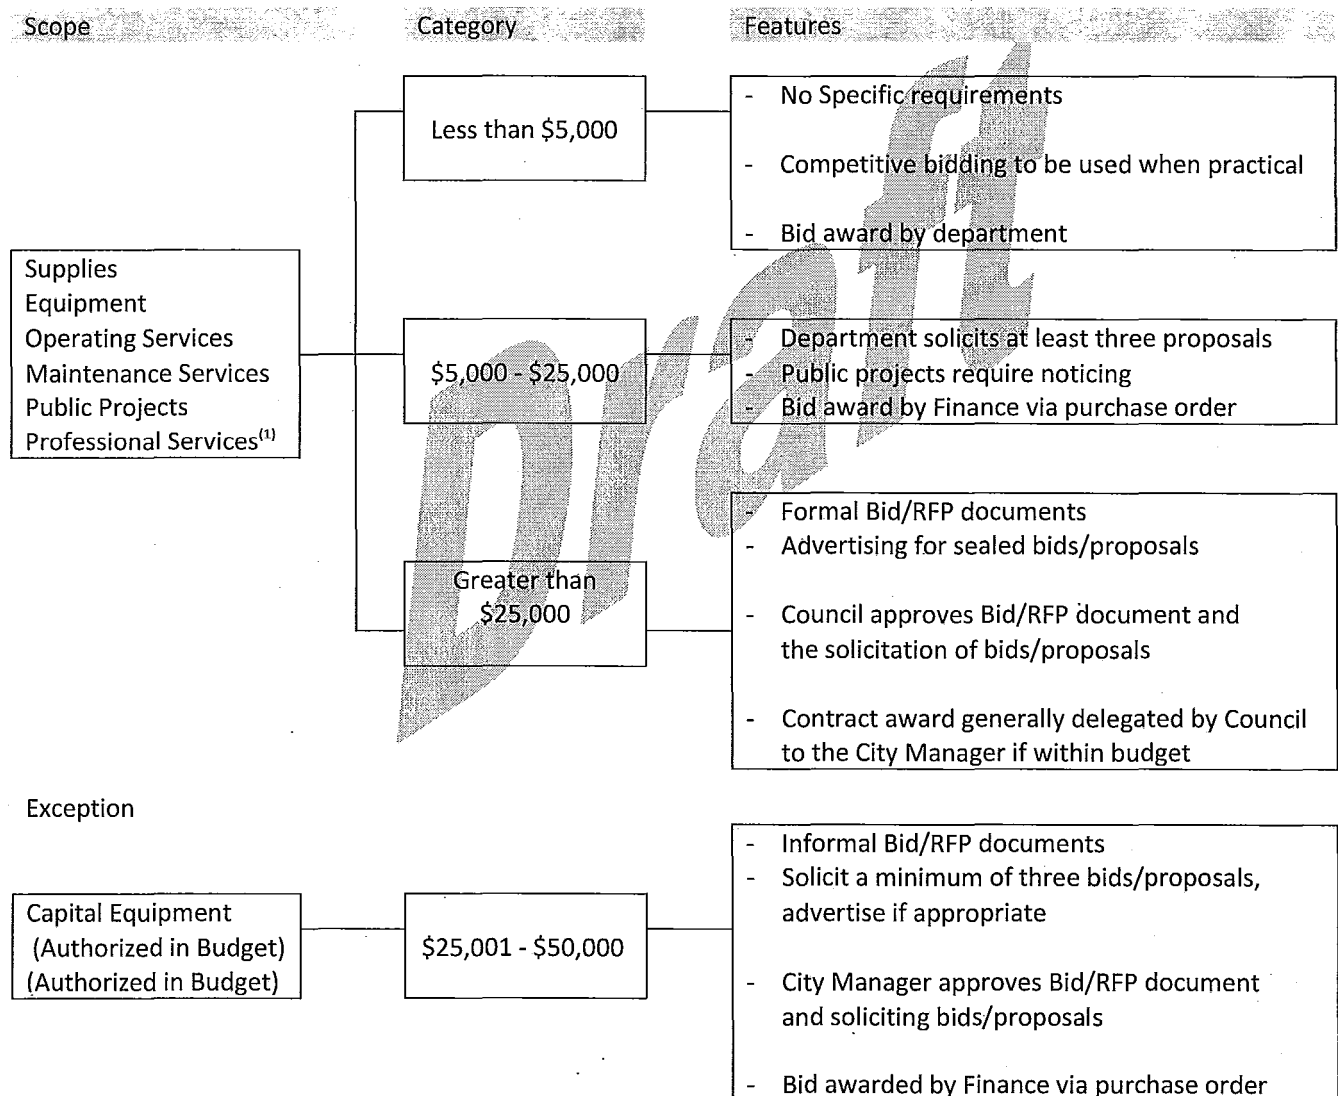 Scope Category Features
Less than $5,000
- No Specific requirements
- Competitive bidding to be used when practical
- Bid award by department
Supplies
Equipment
Operating Services
Maintenance Services
Public Projects
Professional Services⁽¹⁾
$5,000 - $25,000
- Department solicits at least three proposals
- Public projects require noticing
- Bid award by Finance via purchase order
Greater than
$25,000
- Formal Bid/RFP documents
- Advertising for sealed bids/proposals
- Council approves Bid/RFP document and
the solicitation of bids/proposals
- Contract award generally delegated by Council
to the City Manager if within budget
Draft
Exception
Capital Equipment
(Authorized in Budget)
(Authorized in Budget)
$25,001 - $50,000
- Informal Bid/RFP documents
- Solicit a minimum of three bids/proposals,
advertise if appropriate
- City Manager approves Bid/RFP document
and soliciting bids/proposals
- Bid awarded by Finance via purchase order